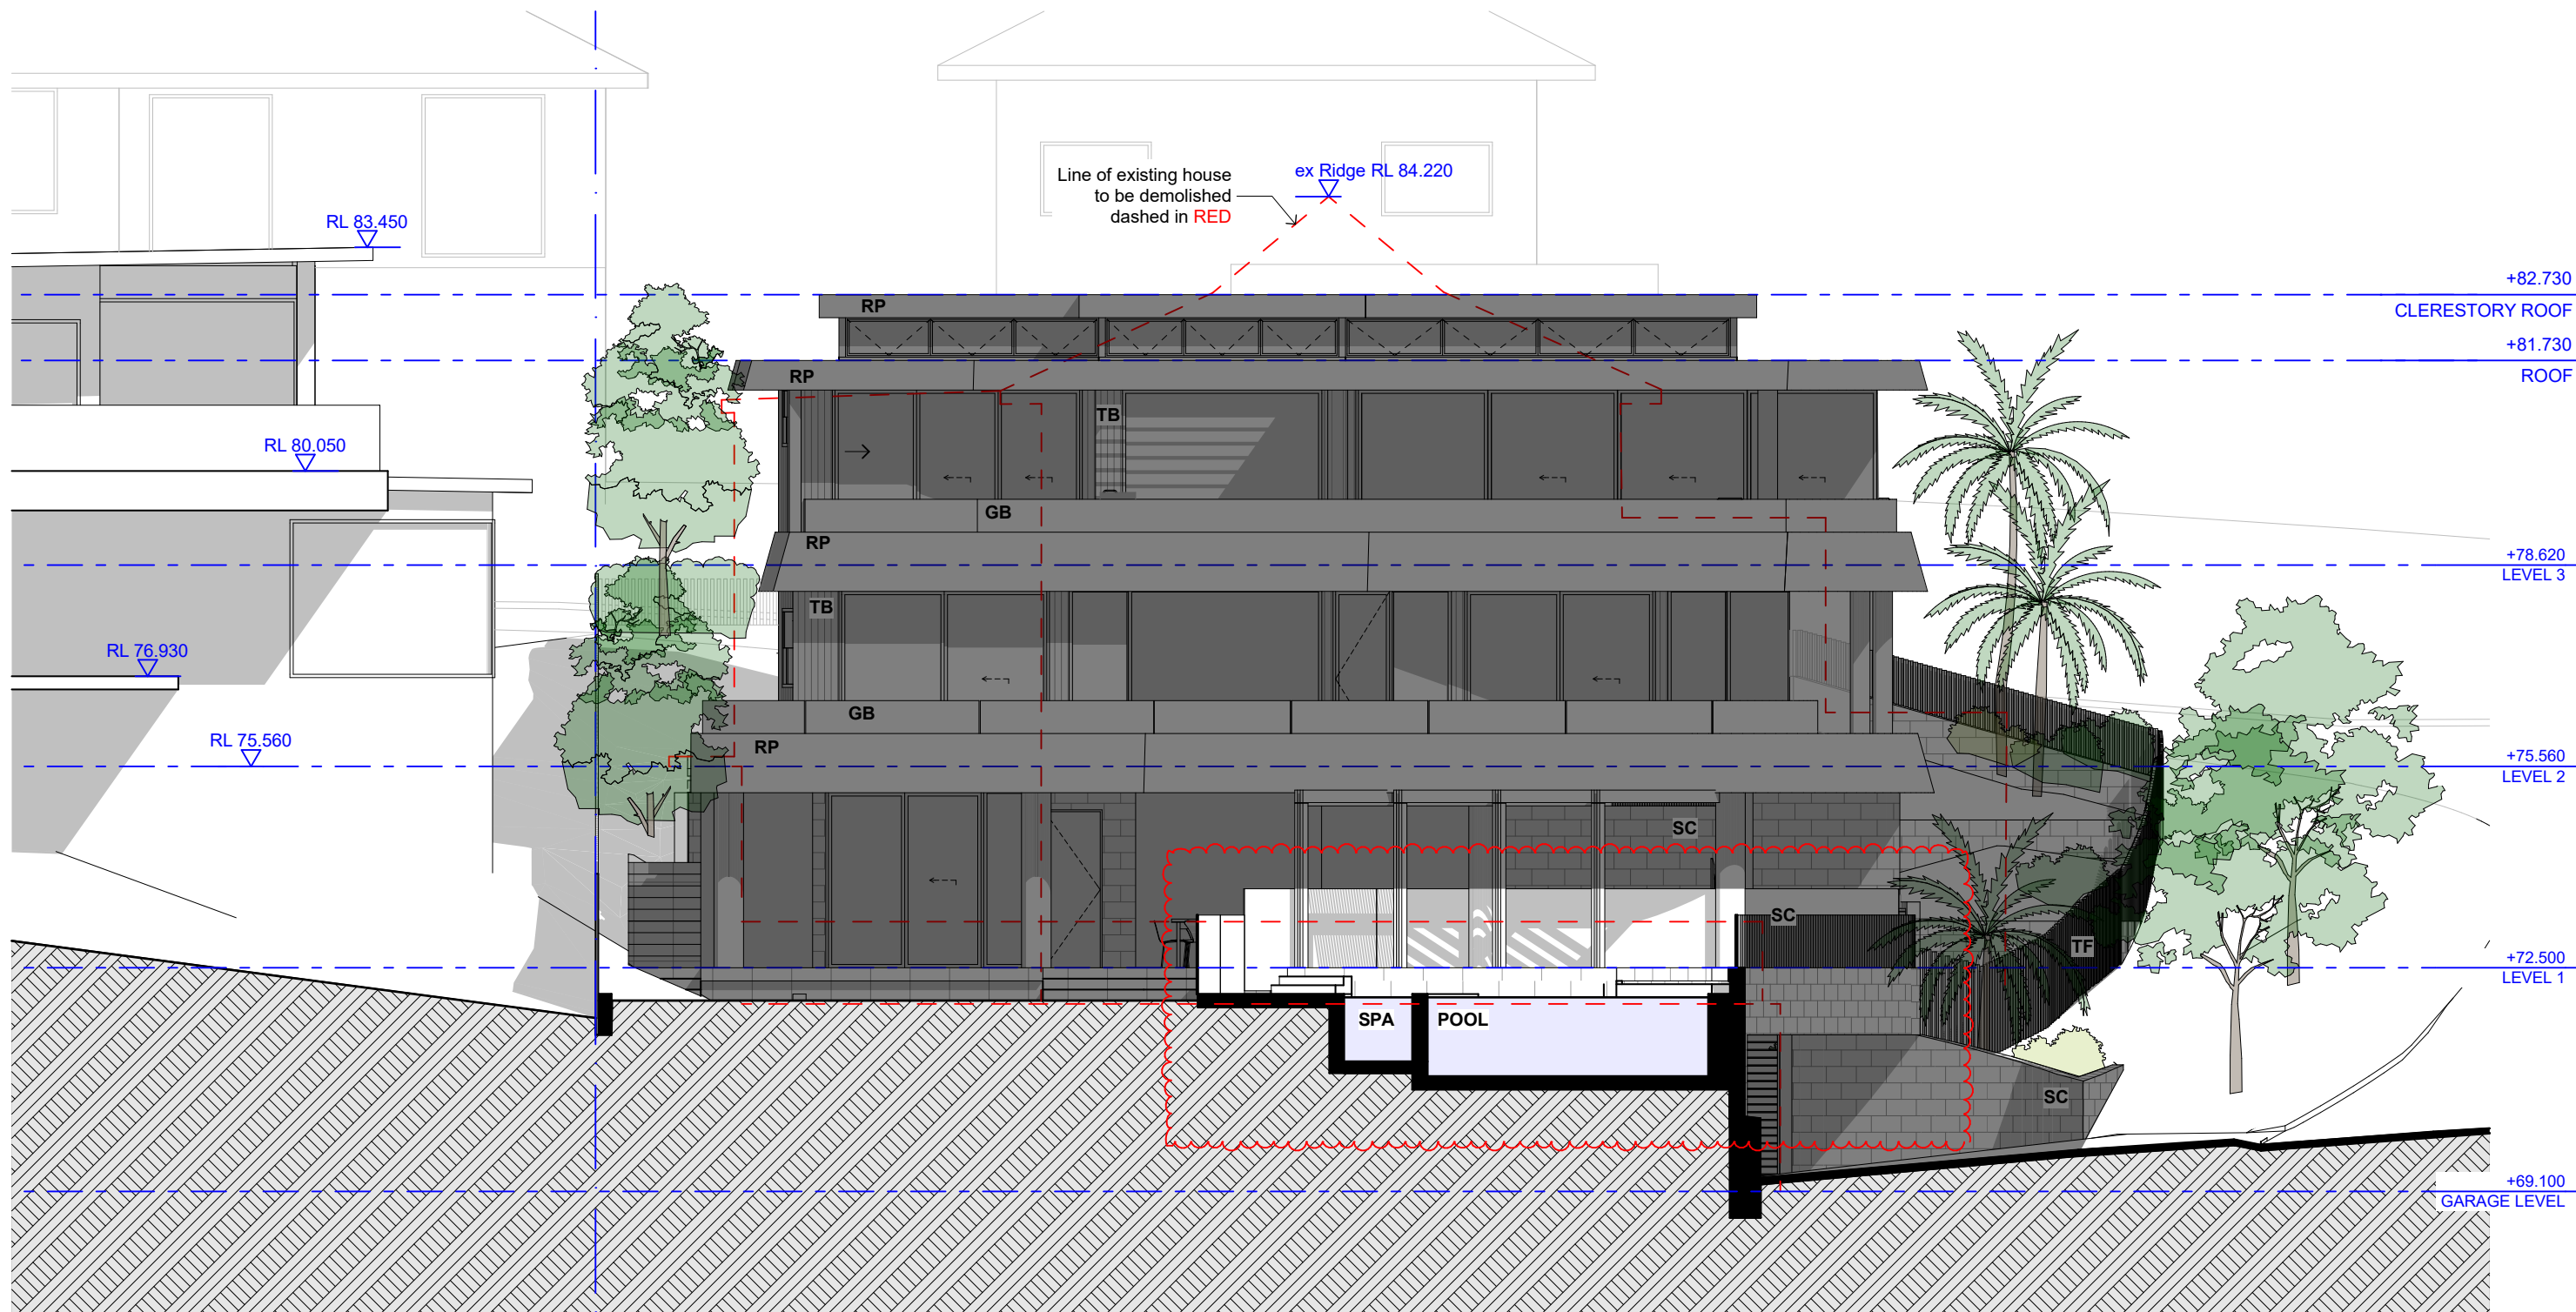 Line of existing house
to be demolished
dashed in RED
ex Ridge RL 84.220
RL 83.450
+82.730
CLERESTORY ROOF
RP
+81.730
ROOF
RP
TB
RL 80.050
GB
RP
+78.620
LEVEL 3
TB
RL 76.930
GB
RL 75.560
RP
+75.560
LEVEL 2
SC
SC
TF
+72.500
LEVEL 1
SPA
POOL
SC
+69.100
GARAGE LEVEL